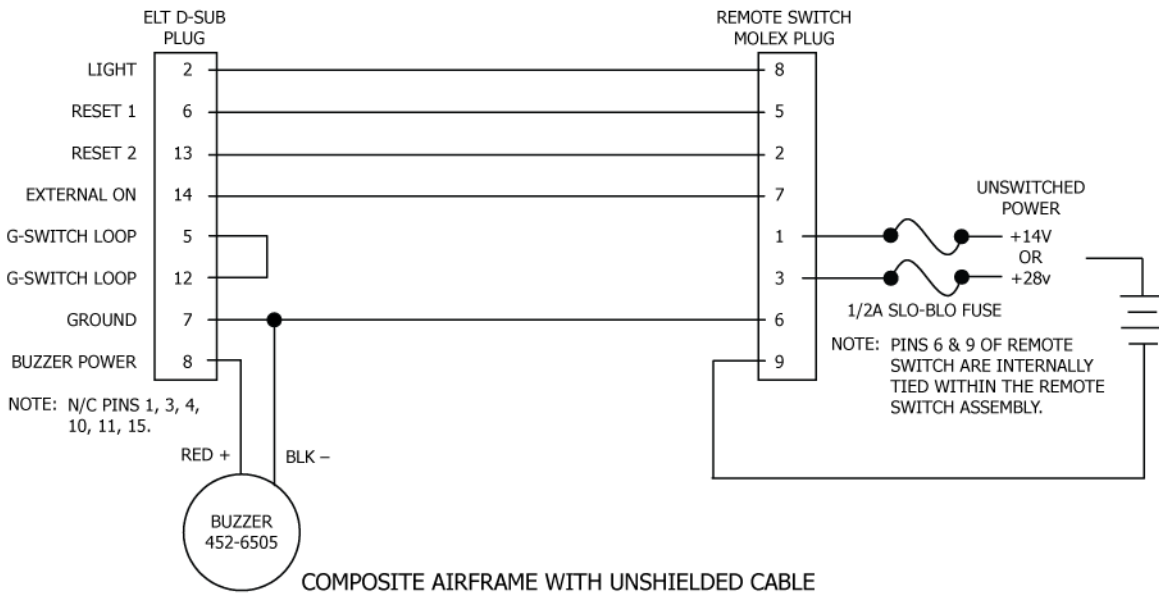 ELT D-SUB
PLUG
REMOTE SWITCH
MOLEX PLUG
LIGHT 2 8
RESET 1 6 5
RESET 2 13 2
EXTERNAL ON 14 7
UNSWITCHED
POWER
G-SWITCH LOOP 5 1 +14V
OR
G-SWITCH LOOP 12 3 +28v
1/2A SLO-BLO FUSE
GROUND 7 6
BUZZER POWER 8 9
NOTE: PINS 6 & 9 OF REMOTE
SWITCH ARE INTERNALLY
TIED WITHIN THE REMOTE
SWITCH ASSEMBLY.
NOTE: N/C PINS 1, 3, 4,
10, 11, 15.
RED + BLK –
BUZZER
452-6505
COMPOSITE AIRFRAME WITH UNSHIELDED CABLE